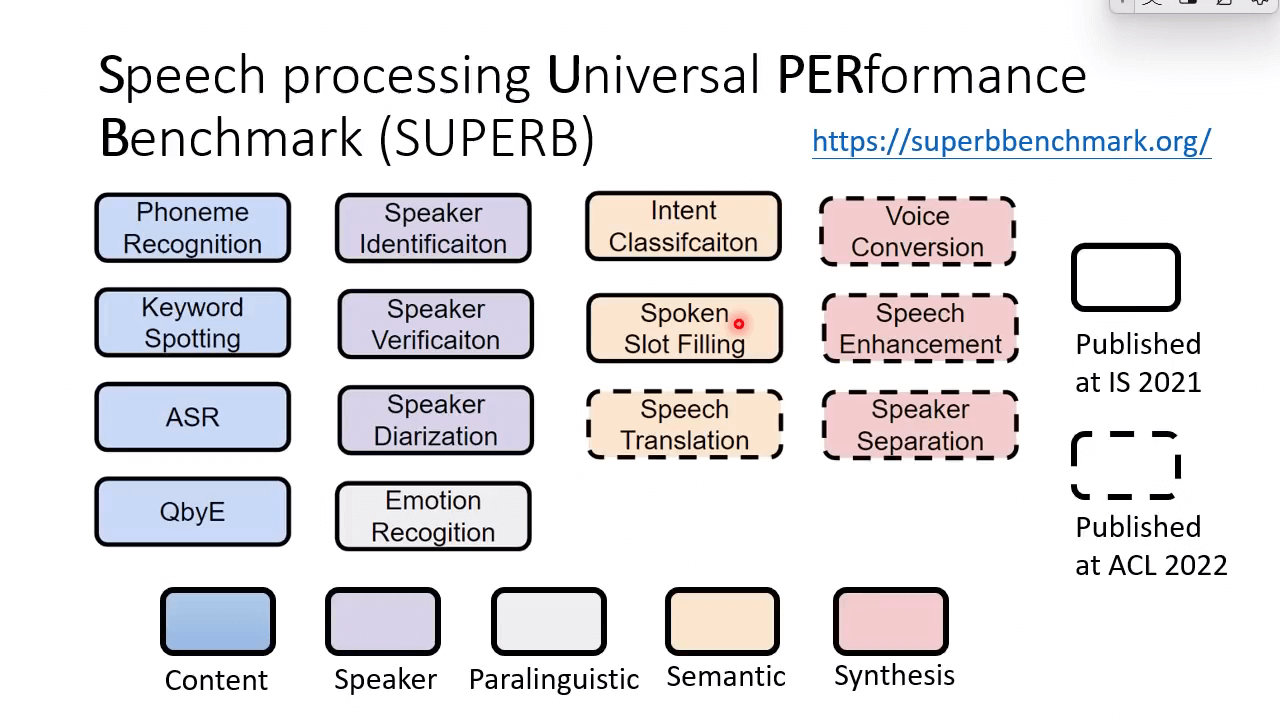 Speech processing Universal PERformance
Benchmark (SUPERB)
https://superbbenchmark.org/
Phoneme
Recognition
Speaker
Identificaiton
Intent
Classifcaiton
Voice
Conversion
Keyword
Spotting
Speaker
Verificaiton
Spoken
Slot Filling
Speech
Enhancement
Published
at IS 2021
ASR
Speaker
Diarization
Speech
Translation
Speaker
Separation
QbyE
Emotion
Recogition
Published
at ACL 2022
Content
Speaker
Paralinguistic
Semantic
Synthesis